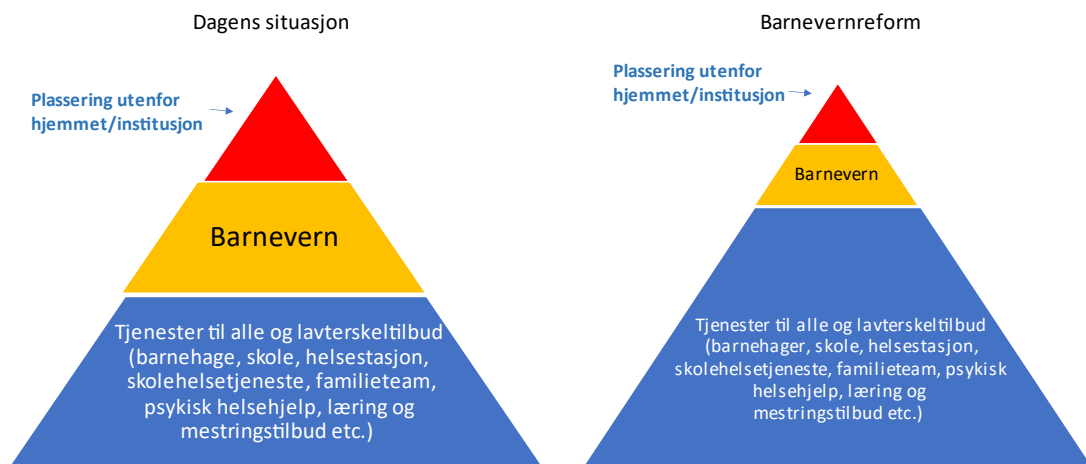 Dagens situasjon
Plassering utenfor
hjemmet/institusjon
Barnevern
Tjenester til alle og lavterskeltilbud
(barnehage, skole, helsestasjon,
skolehelsetjeneste, familieteam,
psykisk helsehjelp, læring og
mestringstilbud etc.)
Barnevernreform
Plassering utenfor
hjemmet/institusjon
Barnevern
Tjenester til alle og lavterskeltilbud
(barnehager, skole, helsestasjon,
skolehelsetjeneste, familieteam, psykisk
helsehjelp, læring og
mestringstilbud etc.)